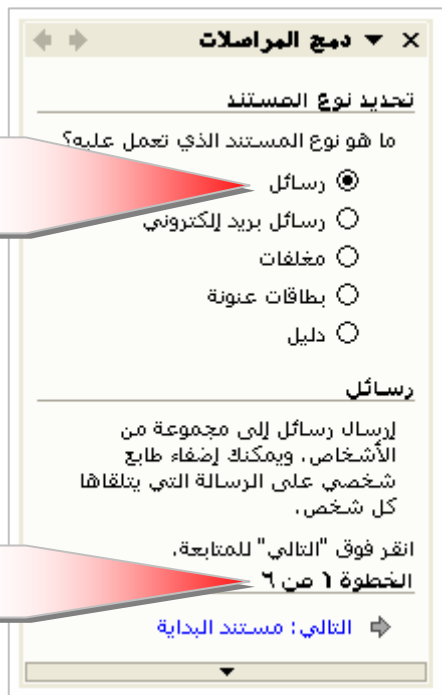 دمج المراصلات
تحديد نوع المستند
ما هو نوع المستند الذي تعمل عليه؟
رسائل
رسائل بريد إلكتروني
مغلفات
بطاقات عنونة
دليل
رسائل
إرسال رسائل إلى مجموعة من
الأشخاص. ويمكنك إضفاء طابع
شخصي على الرسالة التي يتلقاها
كل شخص.
انقر فوق "التالي" للمتابعة.
الخطوة ١ من ٦
التالي: مستند البداية